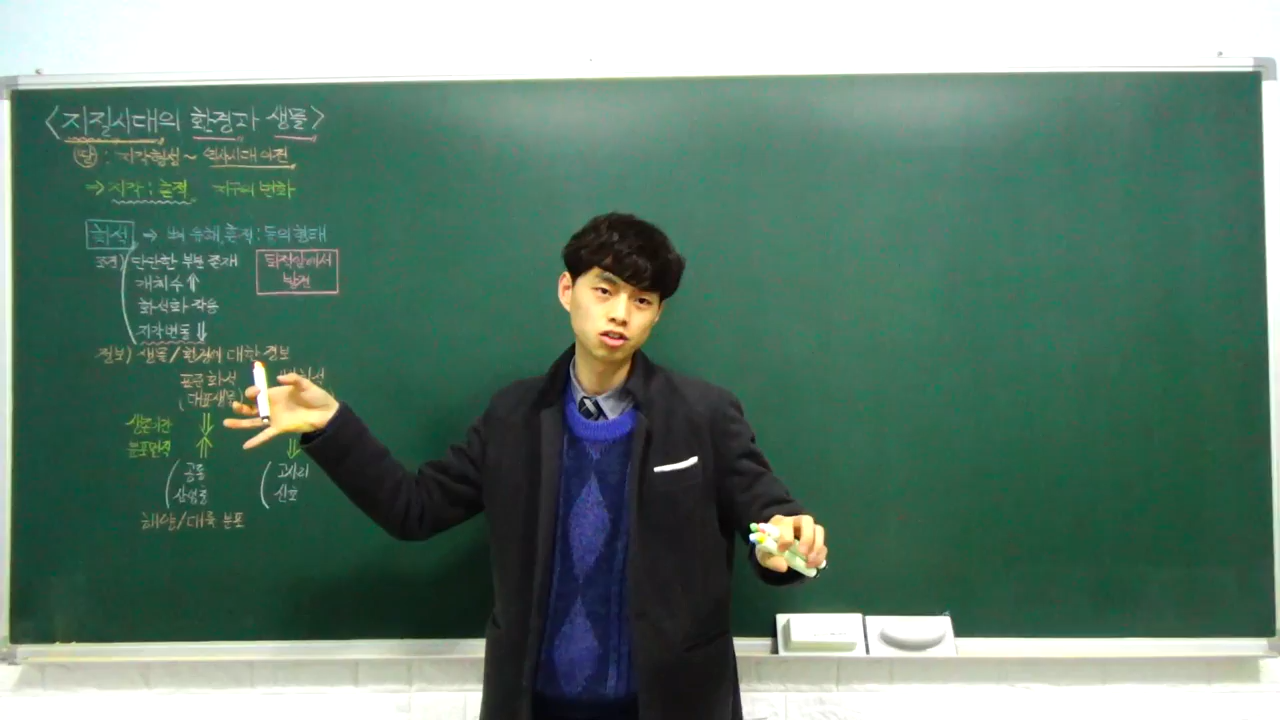 <지질시대의 환경과 생물>
: 지각형성 ~ 역사시대 이전
→ 지각 : 흔적 지구의 변화
화석 → 유해, 흔적 : 돌의 형태
조건) 단단한 부분 존재
퇴적암에서
발견
개체 수 ⇑
화석화 작용
지각변동 ⇓
정보) 생물/환경에 대한 정보
표준 화석
(대표생물)
생존기간 ⇓
분포면적 ⇑ ⇓
공룡 고사리
삼엽충 산호
해양/대륙 분포